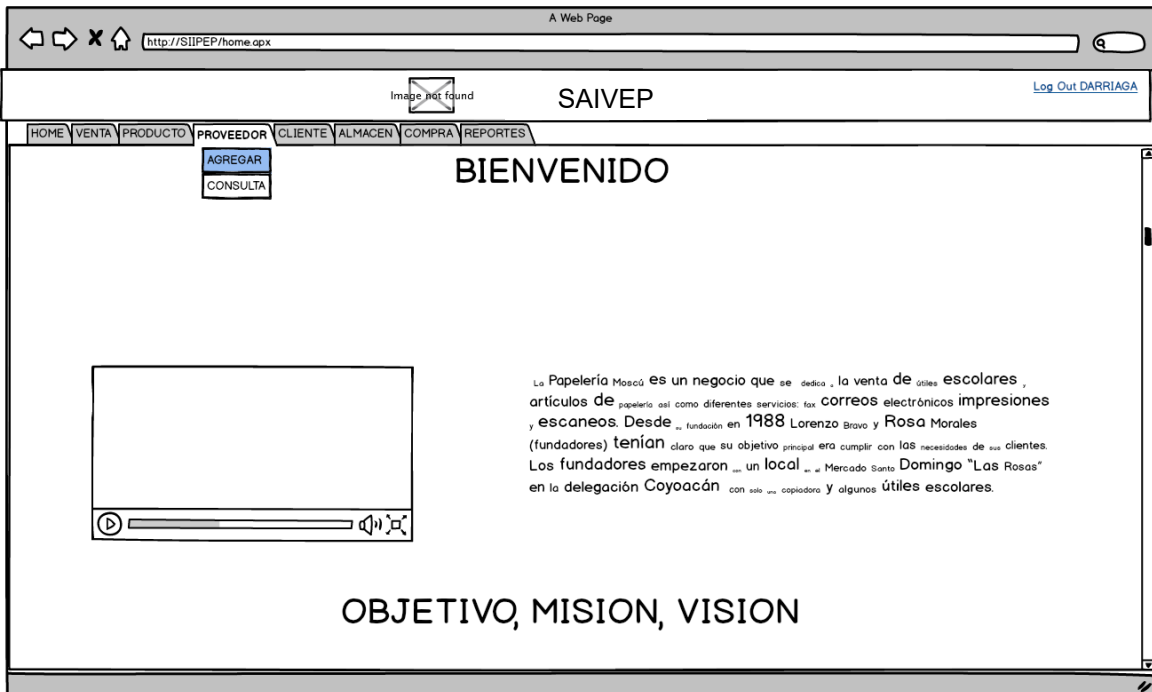 A Web Page
http://SIIPEP/home.apx
Image not found
SAIVEP
Log Out DARRIAGA
HOME VENTA PRODUCTO PROVEEDOR CLIENTE ALMACEN COMPRA REPORTES
AGREGAR
CONSULTA
BIENVENIDO
La Papelería Moscú es un negocio que se dedica a la venta de útiles escolares ,
artículos de papelería así como diferentes servicios: fax correos electrónicos impresiones
y escaneos. Desde su fundación en 1988 Lorenzo Bravo y Rosa Morales
(fundadores) tenían claro que su objetivo principal era cumplir con las necesidades de sus clientes.
Los fundadores empezaron con un local en el Mercado Santo Domingo "Las Rosas"
en la delegación Coyoacán con solo una copiadora y algunos útiles escolares.
OBJETIVO, MISION, VISION